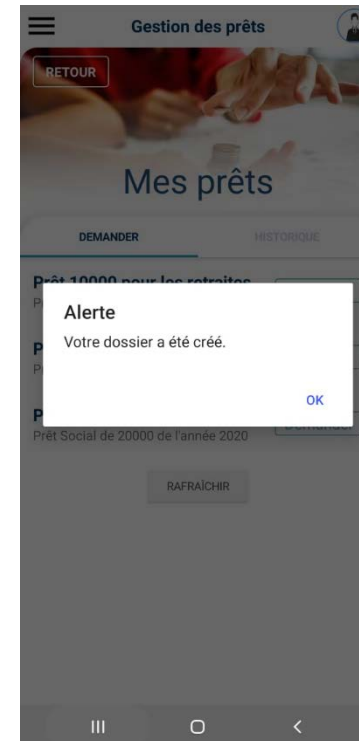 Gestion des prêts
RETOUR
Mes prêts
DEMANDER
HISTORIQUE
Prêt 10000 pour les retraites
Alerte
Votre dossier a été créé.
OK
Prêt Social de 20000 de l'année 2020
Demander
RAFRAÎCHIR